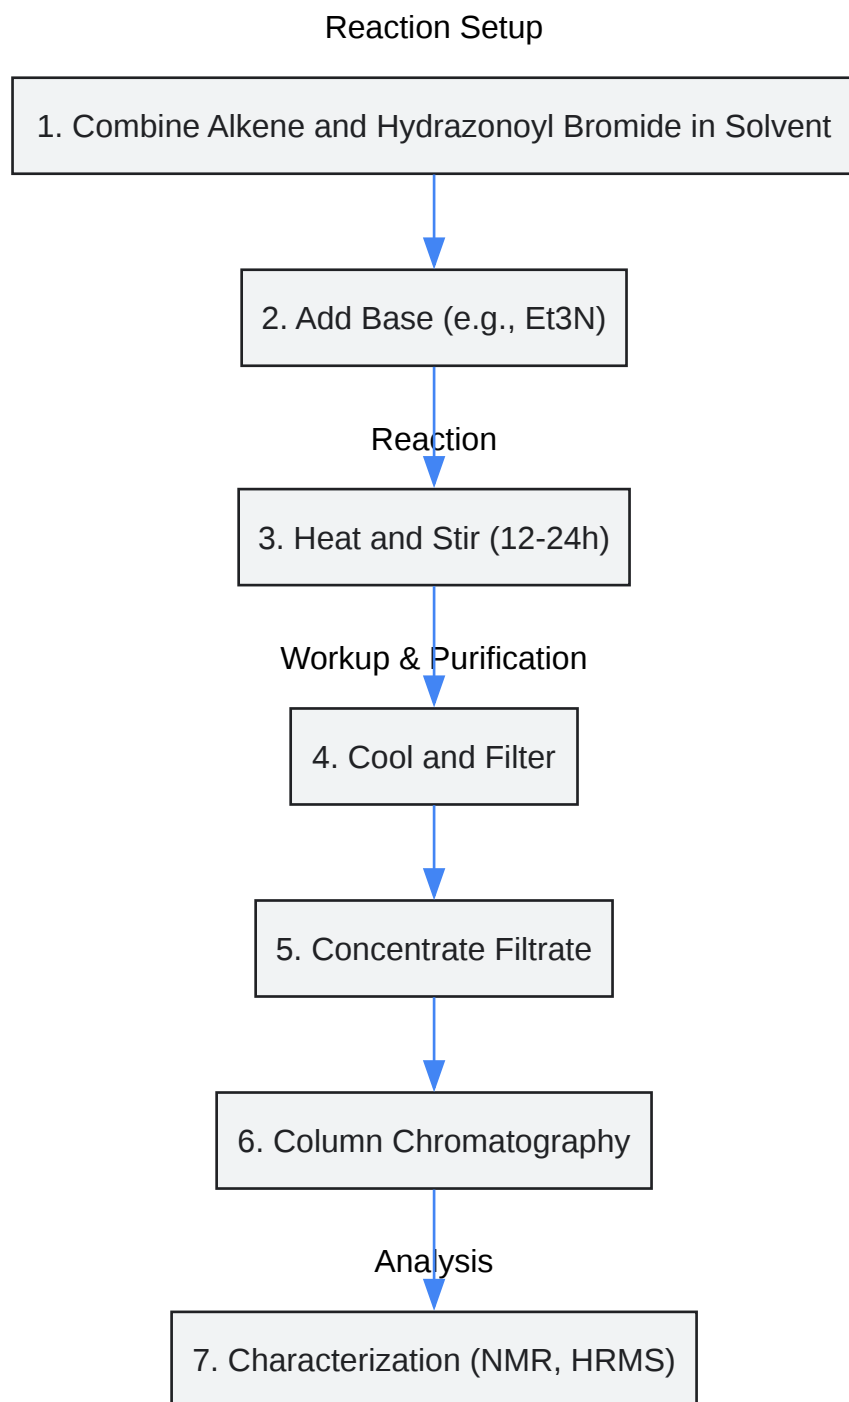 Reaction Setup
1. Combine Alkene and Hydrazonoyl Bromide in Solvent
2. Add Base (e.g., Et3N)
Reaction
3. Heat and Stir (12-24h)
Workup & Purification
4. Cool and Filter
5. Concentrate Filtrate
6. Column Chromatography
Analysis
7. Characterization (NMR, HRMS)